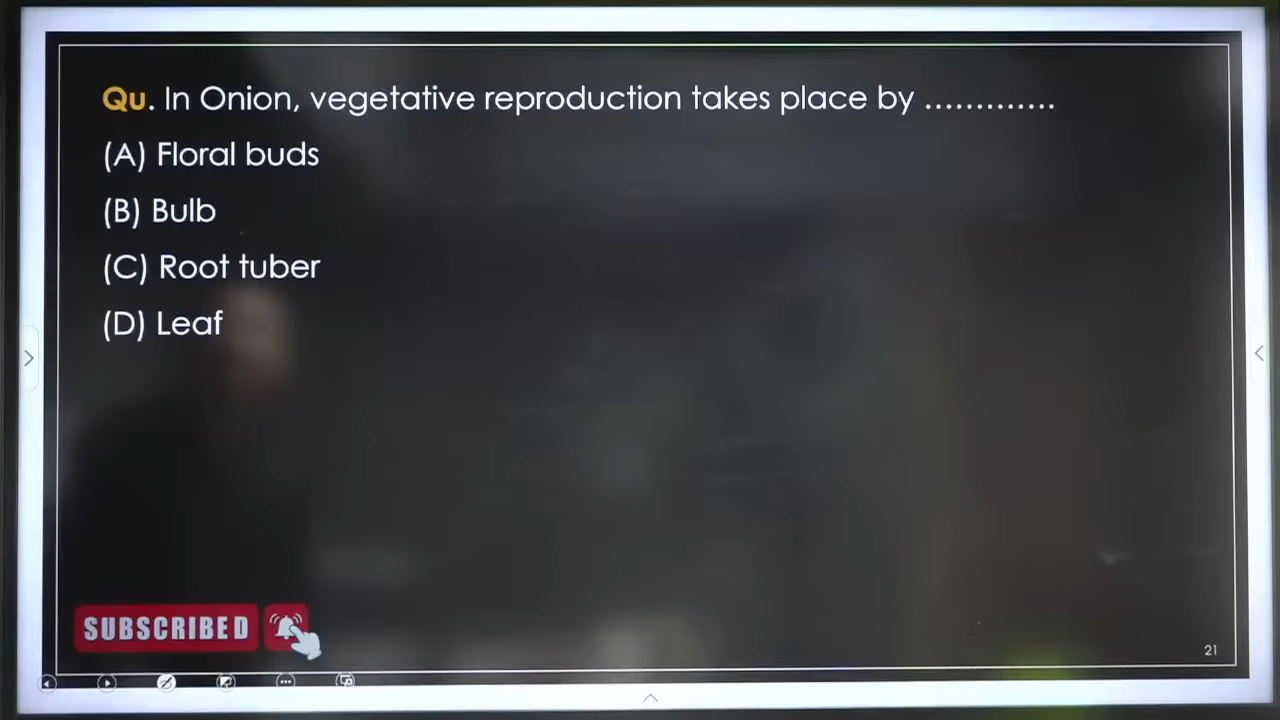 Qu. In Onion, vegetative reproduction takes place by .............
(A) Floral buds
(B) Bulb
(C) Root tuber
(D) Leaf
SUBSCRIBED
21